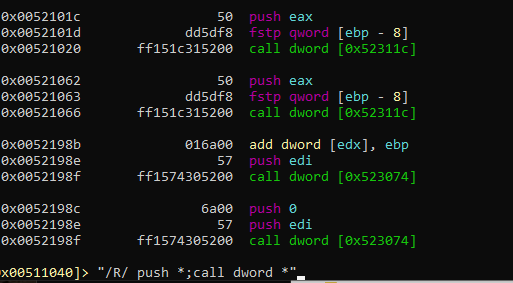 0x0052101c 50 push eax
0x0052101d dd5df8 fstp qword [ebp - 8]
0x00521020 ff151c315200 call dword [0x52311c]
0x00521062 50 push eax
0x00521063 dd5df8 fstp qword [ebp - 8]
0x00521066 ff151c315200 call dword [0x52311c]
0x0052198b 016a00 add dword [edx], ebp
0x0052198e 57 push edi
0x0052198f ff1574305200 call dword [0x523074]
0x0052198c 6a00 push 0
0x0052198e 57 push edi
0x0052198f ff1574305200 call dword [0x523074]
0x00511040]> "/R/ push *;call dword *"